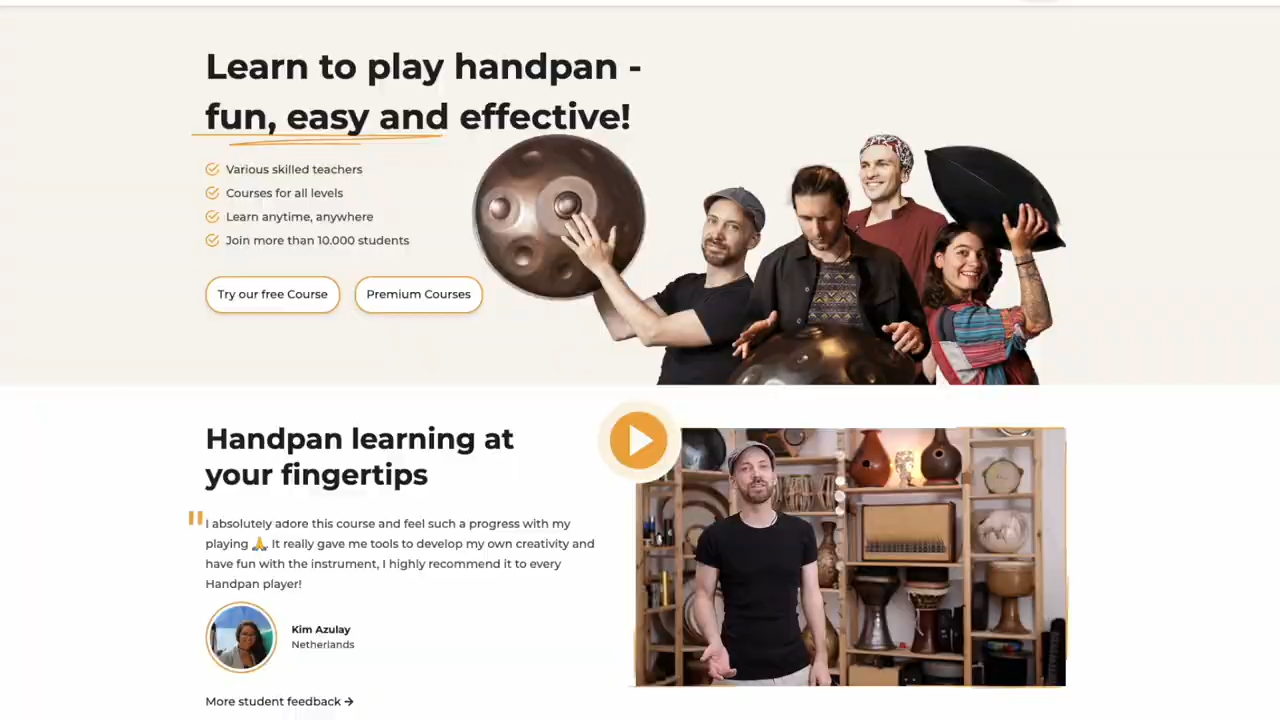 Learn to play handpan -
fun, easy and effective!
Various skilled teachers
Courses for all levels
Learn anytime, anywhere
Join more than 10.000 students
Try our free Course
Premium Courses
Handpan learning at
your fingertips
"I absolutely adore this course and feel such a progress with my
playing 🙏 It really gave me tools to develop my own creativity and
have fun with the instrument, I highly recommend it to every
Handpan player!
Kim Azulay
Netherlands
More student feedback →